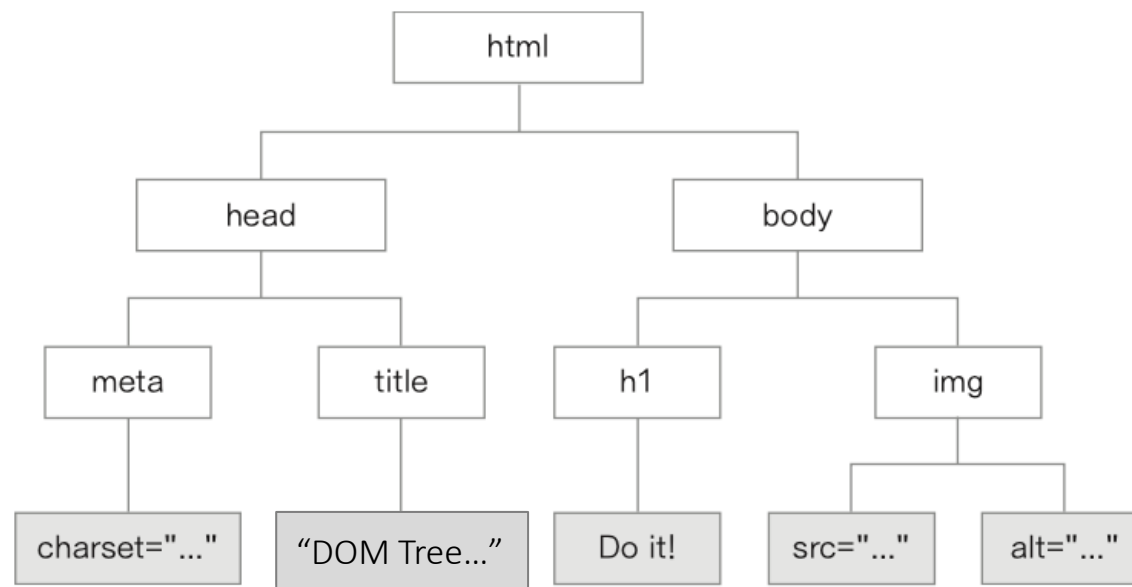 html
head
body
meta
title
h1
img
charset="..."
“DOM Tree...”
Do it!
src="..."
alt="..."